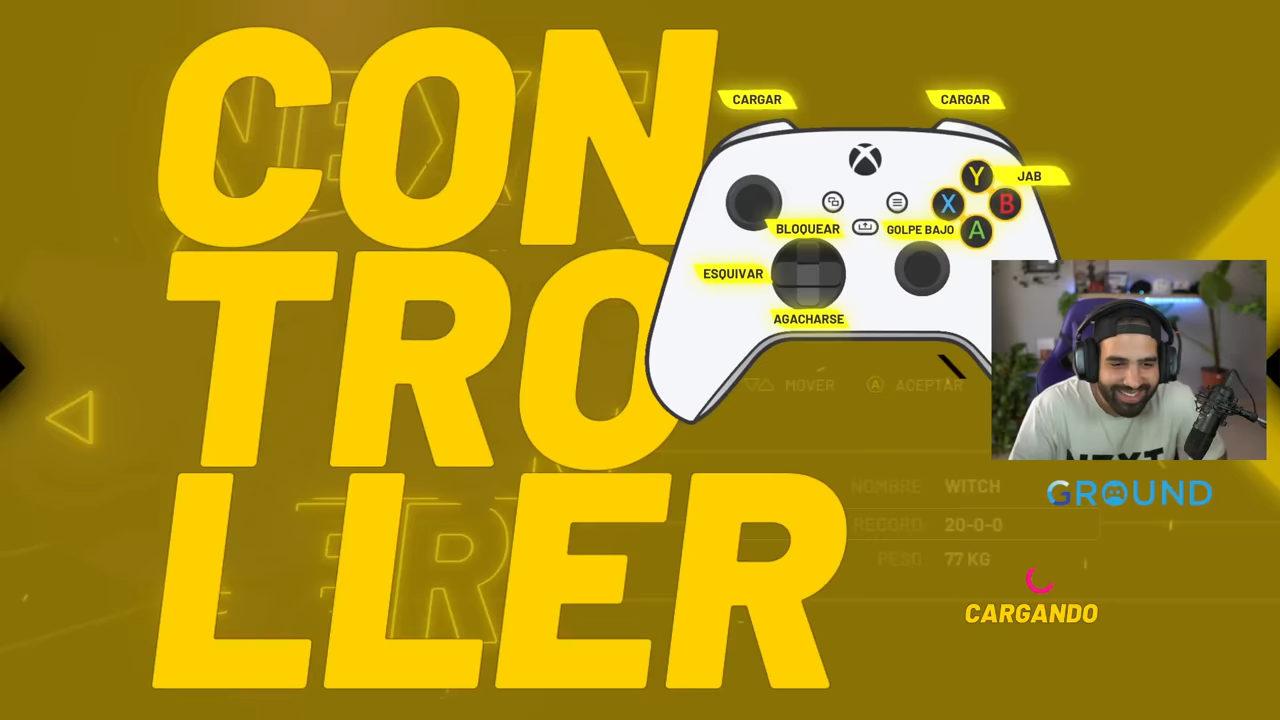 CON
TRO
LLER
CARGAR
CARGAR
Y
JAB
X
B
A
BLOQUEAR
GOLPE BAJO
ESQUIVAR
AGACHARSE
MOVER
A
ACEPTAR
NOMBRE
WITCH
RECORD
20-0-0
PESO
77 KG
NEXT
GROUND
CARGANDO